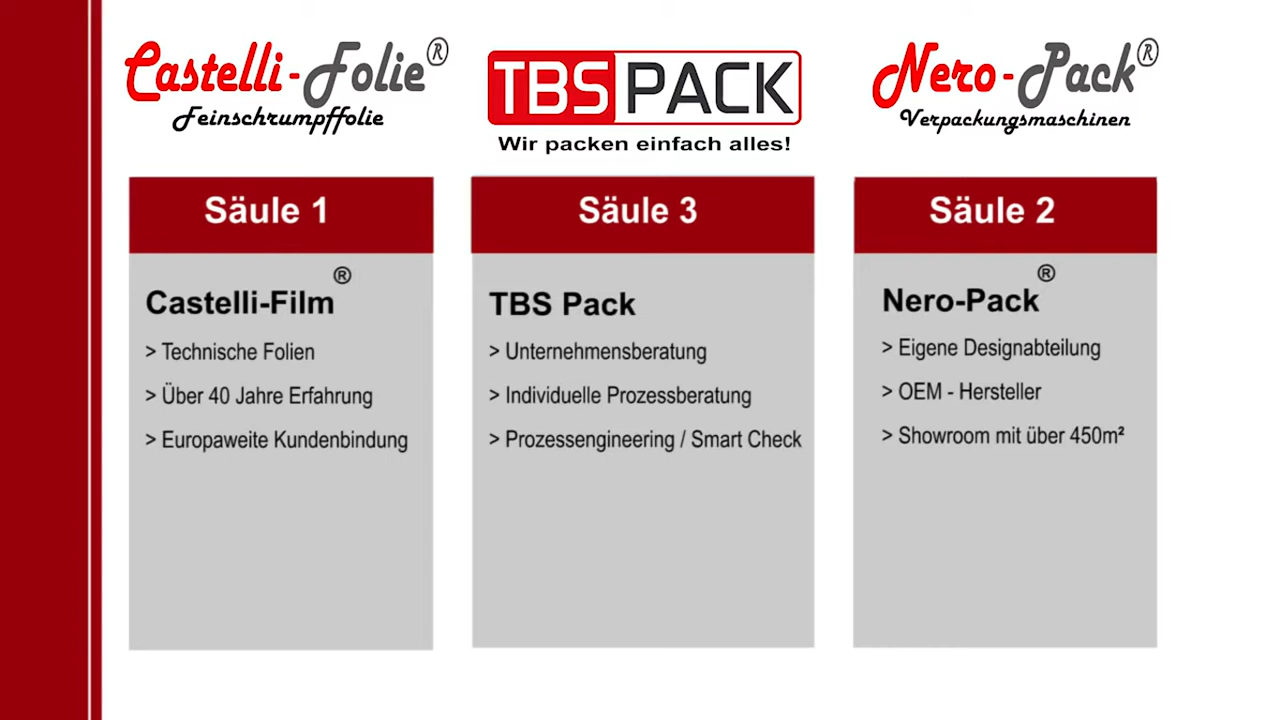 Castelli-Folie®
Feinschrumpffolie
TBS PACK
Wir packen einfach alles!
Nero-Pack®
Verpackungsmaschinen
Säule 1
Castelli-Film®
> Technische Folien
> Über 40 Jahre Erfahrung
> Europaweite Kundenbindung
Säule 3
TBS Pack
> Unternehmensberatung
> Individuelle Prozessberatung
> Prozessengineering / Smart Check
Säule 2
Nero-Pack®
> Eigene Designabteilung
> OEM - Hersteller
> Showroom mit über 450m²